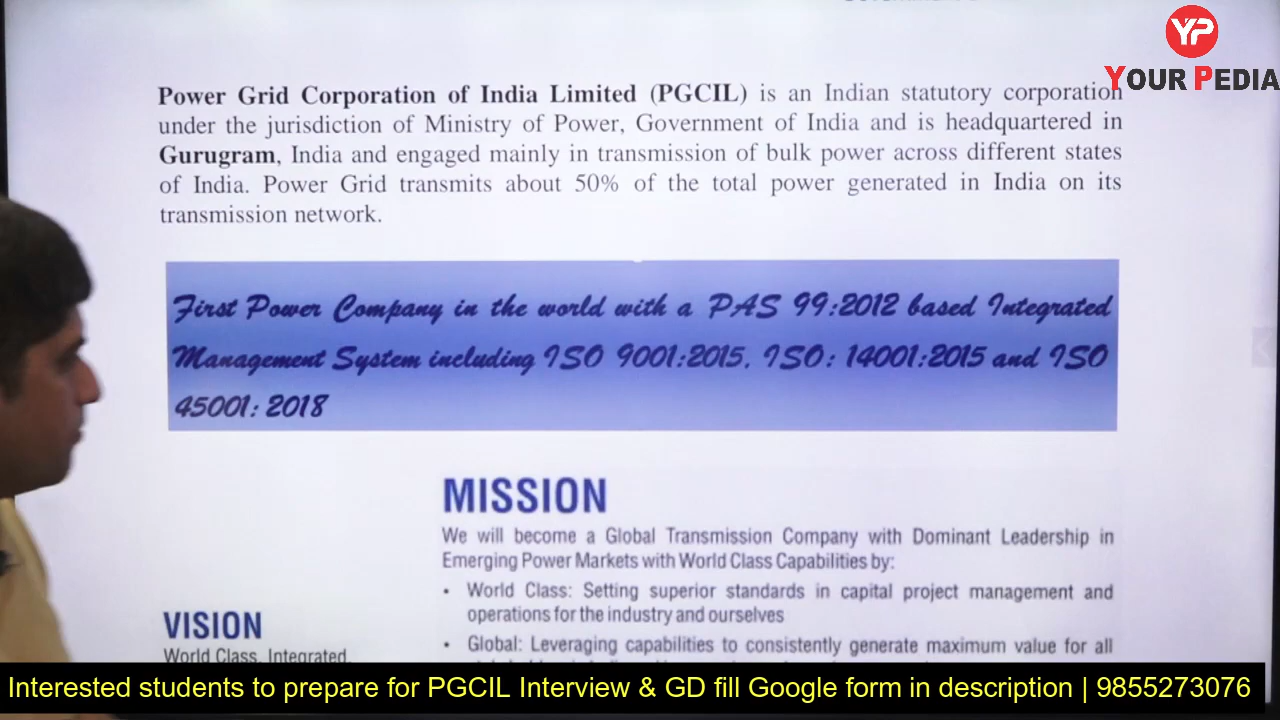 YP
YOUR PEDIA
Power Grid Corporation of India Limited (PGCIL) is an Indian statutory corporation
under the jurisdiction of Ministry of Power, Government of India and is headquartered in
Gurugram, India and engaged mainly in transmission of bulk power across different states
of India. Power Grid transmits about 50% of the total power generated in India on its
transmission network.
First Power Company in the world with a PAS 99:2012 based Integrated
Management System including ISO 9001:2015, ISO: 14001:2015 and ISO
45001: 2018
MISSION
We will become a Global Transmission Company with Dominant Leadership in
Emerging Power Markets with World Class Capabilities by:
• World Class: Setting superior standards in capital project management and
operations for the industry and ourselves
• Global: Leveraging capabilities to consistently generate maximum value for all
VISION
World Class, Integrated,
Interested students to prepare for PGCIL Interview & GD fill Google form in description | 9855273076